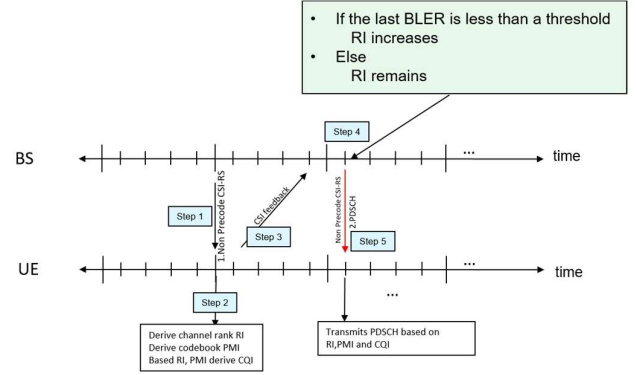 • If the last BLER is less than a threshold
RI increases
• Else
RI remains
Step 4
BS
...
time
Step 1
1.Non Precode CSI-RS
CSI feedback
Step 3
Non Precode CSI-RS
2.PDSCH
Step 5
UE
...
time
Step 2
...
Derive channel rank RI
Derive codebook PMI
Based RI, PMI derive CQI
Transmits PDSCH based on
RI,PMI and CQI